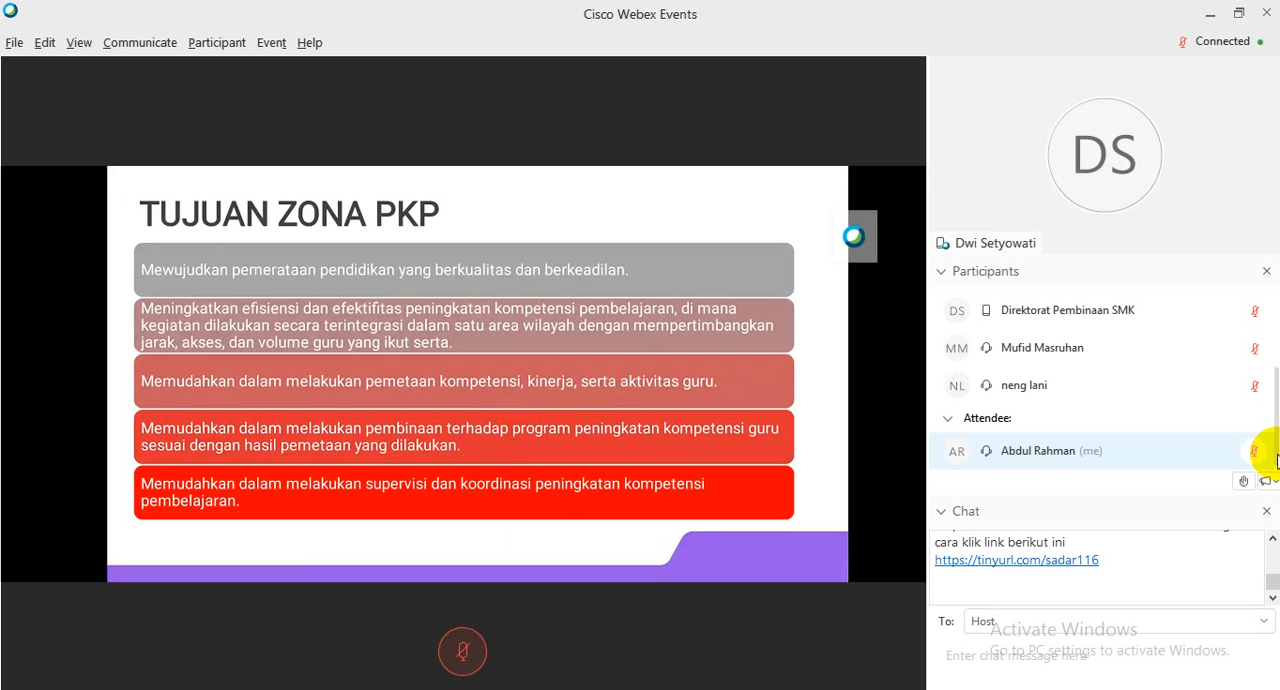 Cisco Webex Events
File Edit View Communicate Participant Event Help
Connected
TUJUAN ZONA PKP
Mewujudkan pemerataan pendidikan yang berkualitas dan berkeadilan.
Meningkatkan efisiensi dan efektifitas peningkatan kompetensi pembelajaran, di mana
kegiatan dilakukan secara terintegrasi dalam satu area wilayah dengan mempertimbangkan
jarak, akses, dan volume guru yang ikut serta.
Memudahkan dalam melakukan pemetaan kompetensi, kinerja, serta aktivitas guru.
Memudahkan dalam melakukan pembinaan terhadap program peningkatan kompetensi guru
sesuai dengan hasil pemetaan yang dilakukan.
Memudahkan dalam melakukan supervisi dan koordinasi peningkatan kompetensi
pembelajaran.
DS
Dwi Setyowati
Participants
DS Direktorat Pembinaan SMK
MM Mufid Masruhan
NL neng lani
Attendee:
AR Abdul Rahman (me)
Chat
cara klik link berikut ini
https://tinyurl.com/sadar116
To: Host
Activate Windows
Go to PC settings to activate Windows.
Enter chat message here